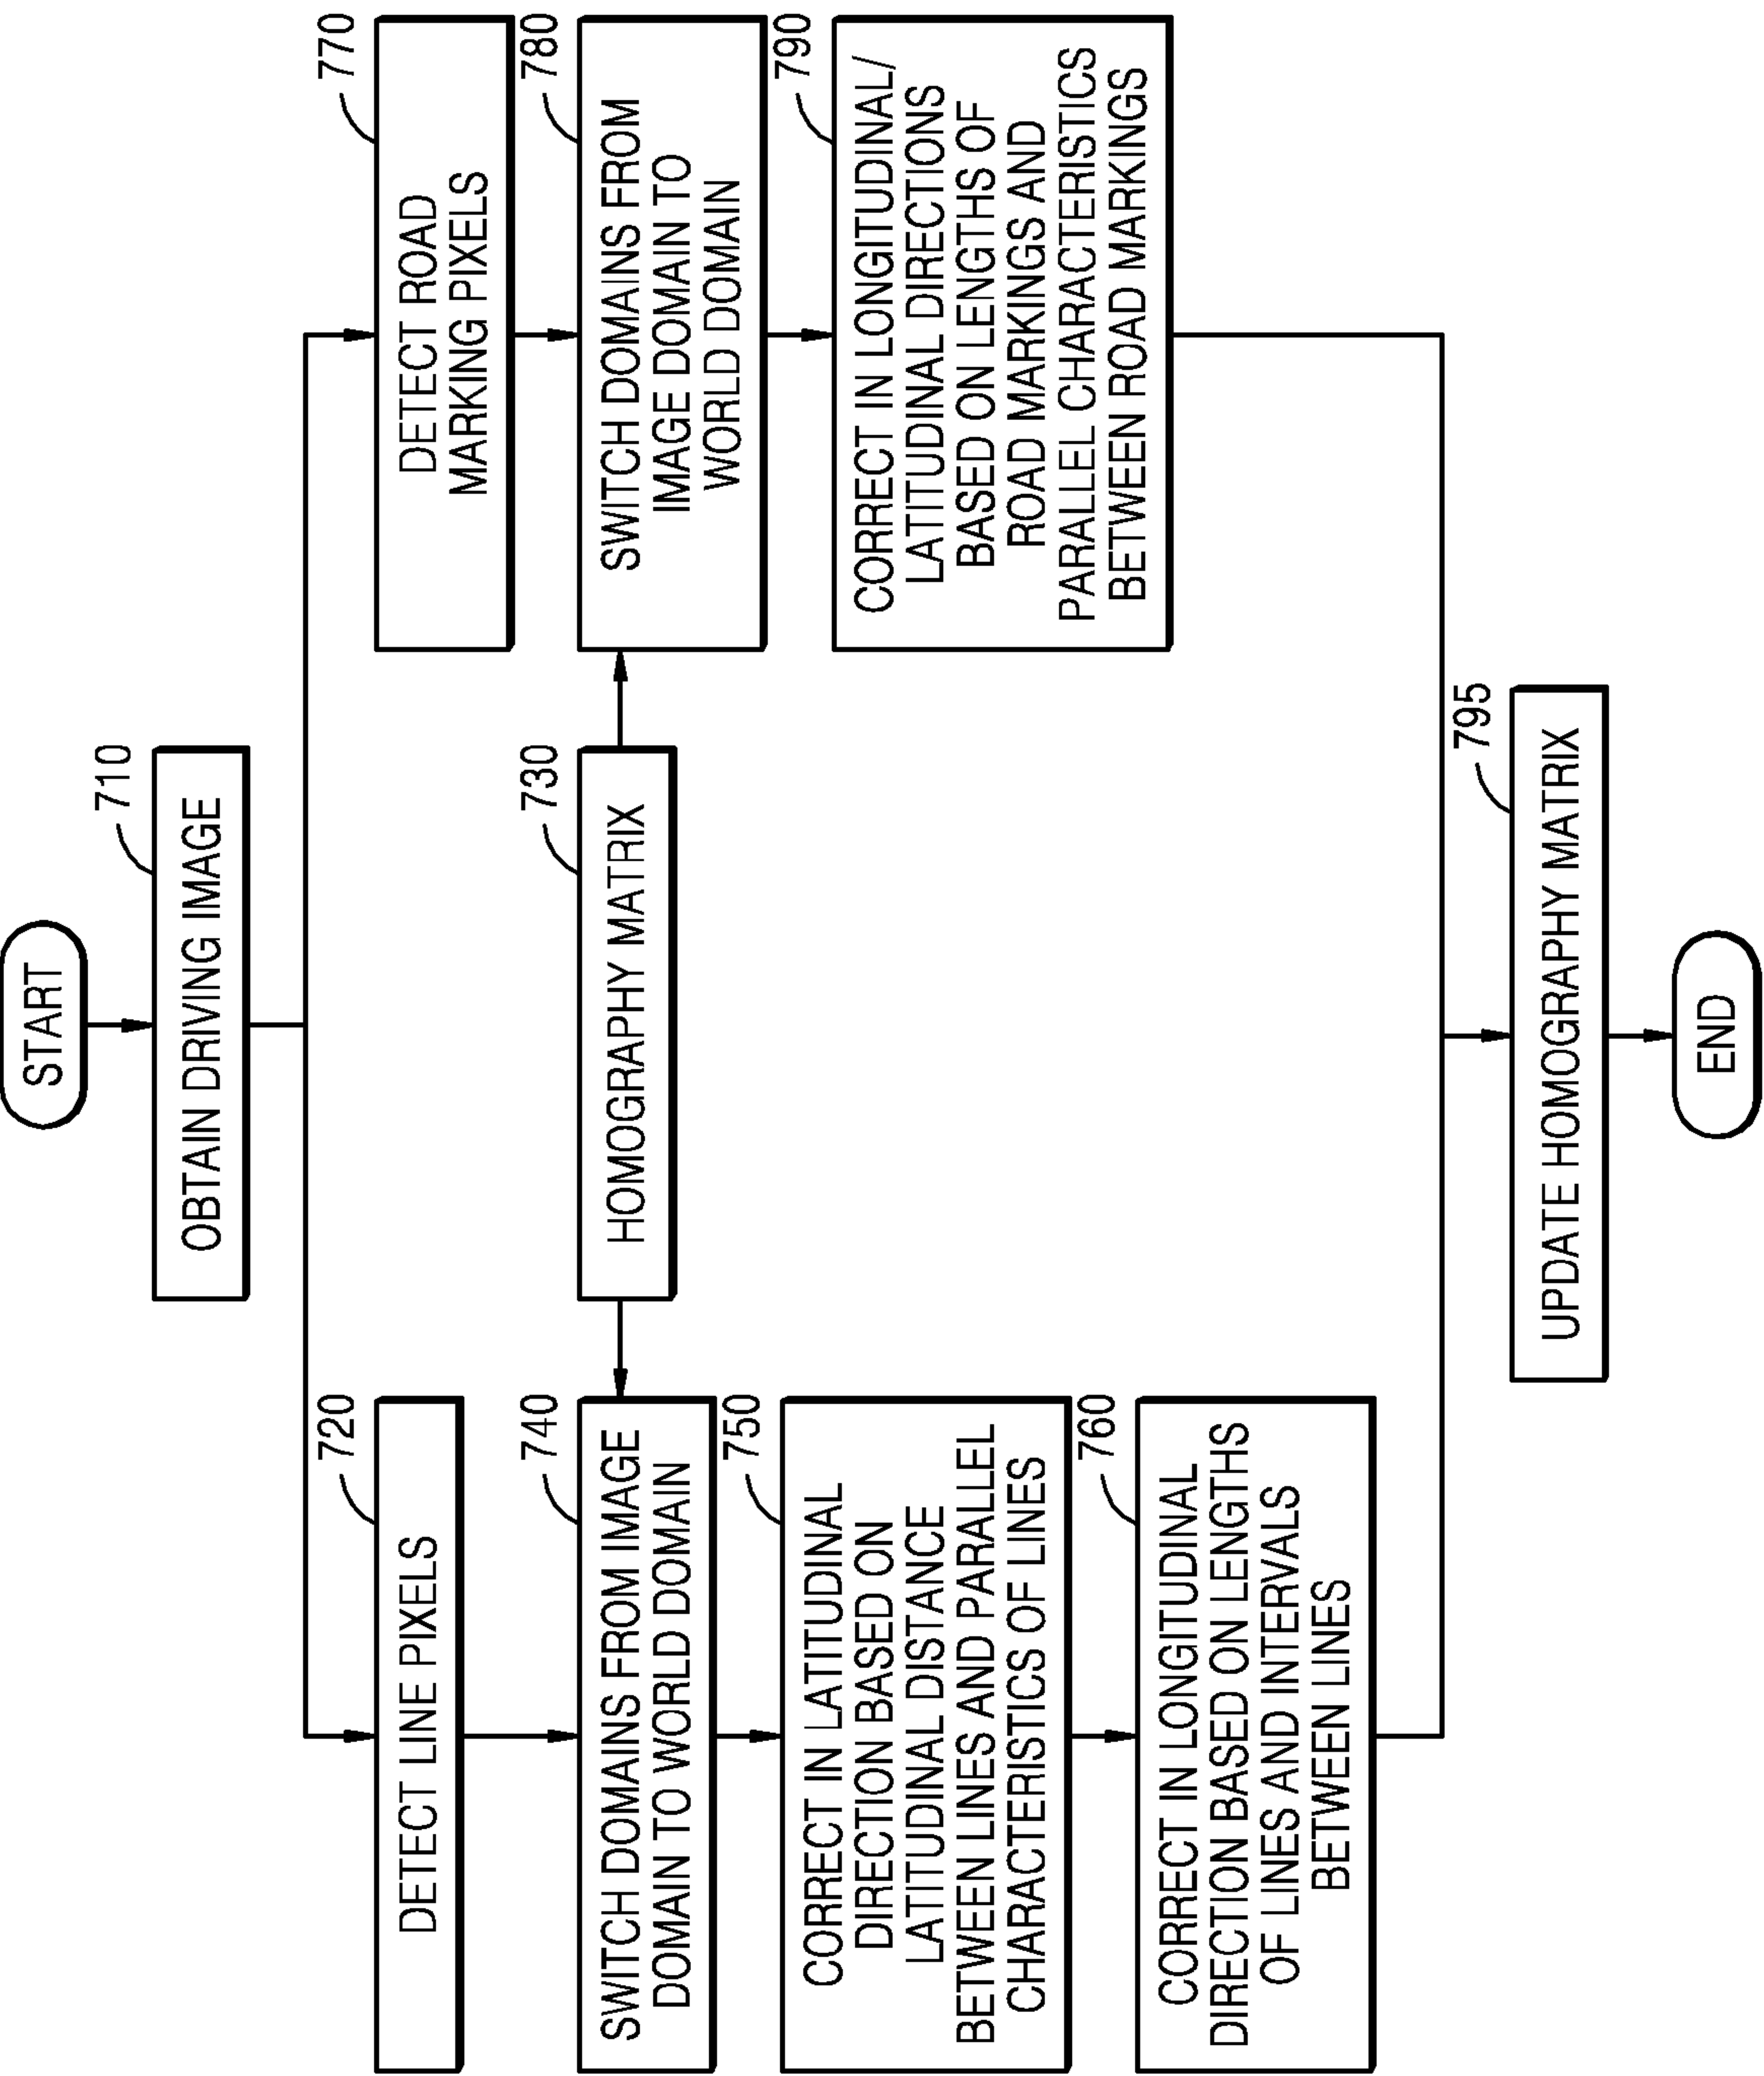 START
710
OBTAIN DRIVING IMAGE
720
DETECT LINE PIXELS
770
DETECT ROAD
MARKING PIXELS
730
HOMOGRAPHY MATRIX
740
SWITCH DOMAINS FROM IMAGE
DOMAIN TO WORLD DOMAIN
780
SWITCH DOMAINS FROM
IMAGE DOMAIN TO
WORLD DOMAIN
750
CORRECT IN LATITUDINAL
DIRECTION BASED ON
LATITUDINAL DISTANCE
BETWEEN LINES AND PARALLEL
CHARACTERISTICS OF LINES
790
CORRECT IN LONGITUDINAL/
LATITUDINAL DIRECTIONS
BASED ON LENGTHS OF
ROAD MARKINGS AND
PARALLEL CHARACTERISTICS
BETWEEN ROAD MARKINGS
760
CORRECT IN LONGITUDINAL
DIRECTION BASED ON LENGTHS
OF LINES AND INTERVALS
BETWEEN LINES
795
UPDATE HOMOGRAPHY MATRIX
END